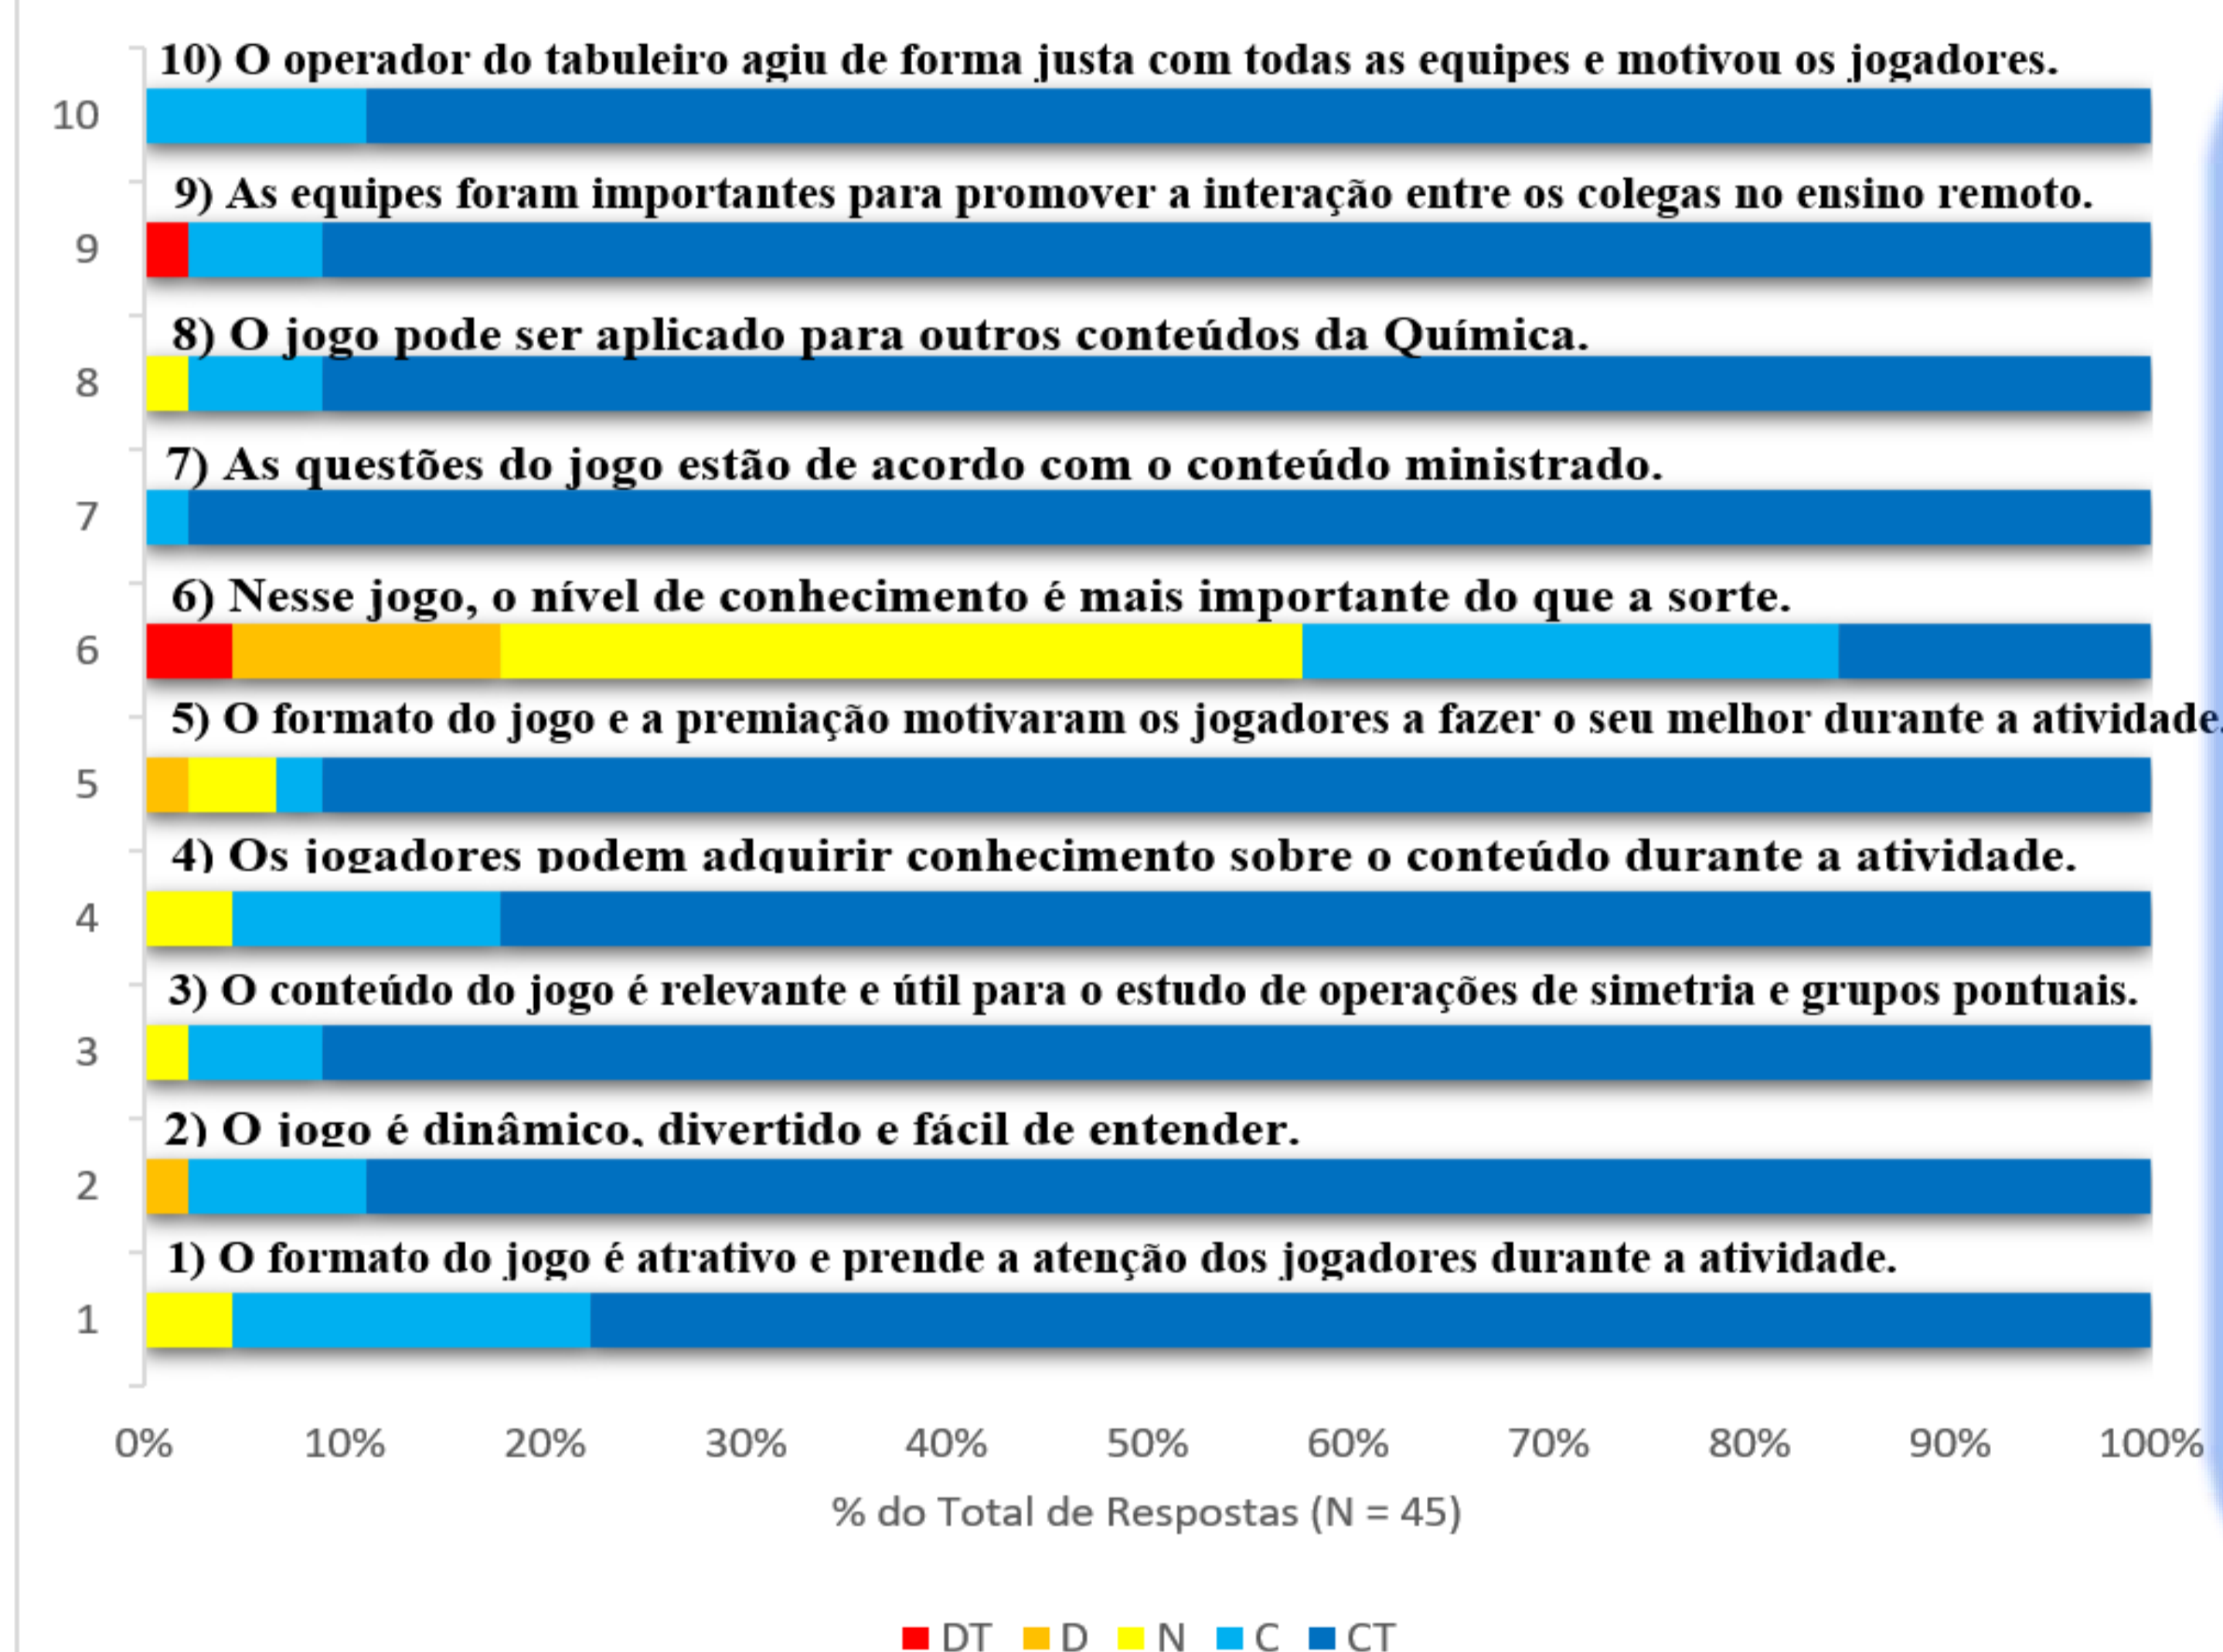 10) O operador do tabuleiro agiu de forma justa com todas as equipes e motivou os jogadores.
10
9) As equipes foram importantes para promover a interação entre os colegas no ensino remoto.
9
8) O jogo pode ser aplicado para outros conteúdos da Química.
8
7) As questões do jogo estão de acordo com o conteúdo ministrado.
7
6) Nesse jogo, o nível de conhecimento é mais importante do que a sorte.
6
5) O formato do jogo e a premiação motivaram os jogadores a fazer o seu melhor durante a atividade.
5
4) Os jogadores podem adquirir conhecimento sobre o conteúdo durante a atividade.
4
3) O conteúdo do jogo é relevante e útil para o estudo de operações de simetria e grupos pontuais.
3
2) O jogo é dinâmico, divertido e fácil de entender.
2
1) O formato do jogo é atrativo e prende a atenção dos jogadores durante a atividade.
1
0% 10% 20% 30% 40% 50% 60% 70% 80% 90% 100%
% do Total de Respostas (N = 45)
DT D N C CT